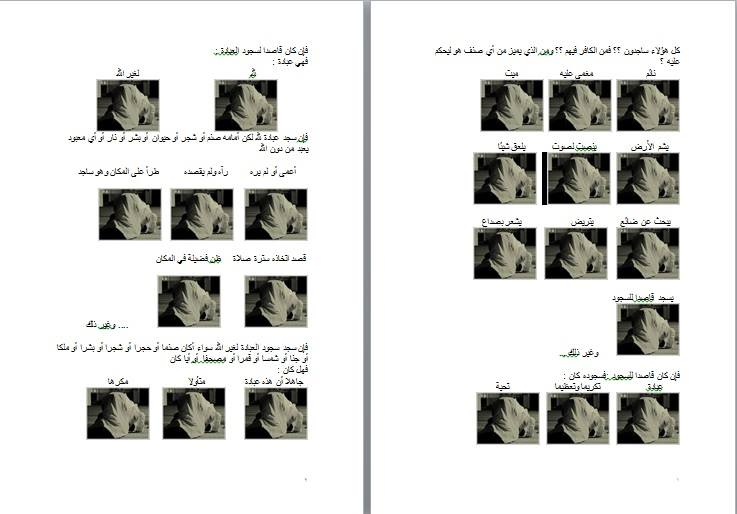 كل هؤلاء ساجدون ؟؟ فمن الكافر فيهم ؟؟ ومن الذي يميز من أي صنف هو ليحكم
عليه ؟
نائم مغمى عليه ميت
يشم الأرض ينصت لصوت يلعق شيئا
يبحث عن ضائع يتريض يشعر بصداع
يسجد قاصدا للسجود
وغير ذلك..
فإن كان قاصدا للسجود :فسجوده كان :
عبادة تكريما وتعظيما تحية
١
فإن كان قاصدا لسجود العبادة :
فهي عبادة :
لله لغير الله
فإن سجد عبادة لله لكن أمامه صنم أو شجر أو حيوان أو بشر أو نار أو أي معبود
يعبد من دون الله
أعمى أو لم يره رآه ولم يقصده طرأ على المكان وهو ساجد
قصد اتخاذه سترة صلاة ظن فضيلة في المكان
.... وغير ذلك
فإن سجد سجود العبادة لغير الله سواء أكان صنما أو حجرا أو شجرا أو بشرا أو ملكا
أو جنا أو شمسا أو قمرا أو مصحفا أو أيا كان
فهل كان :
جاهلا أن هذه عبادة متأولا مكرها
٢